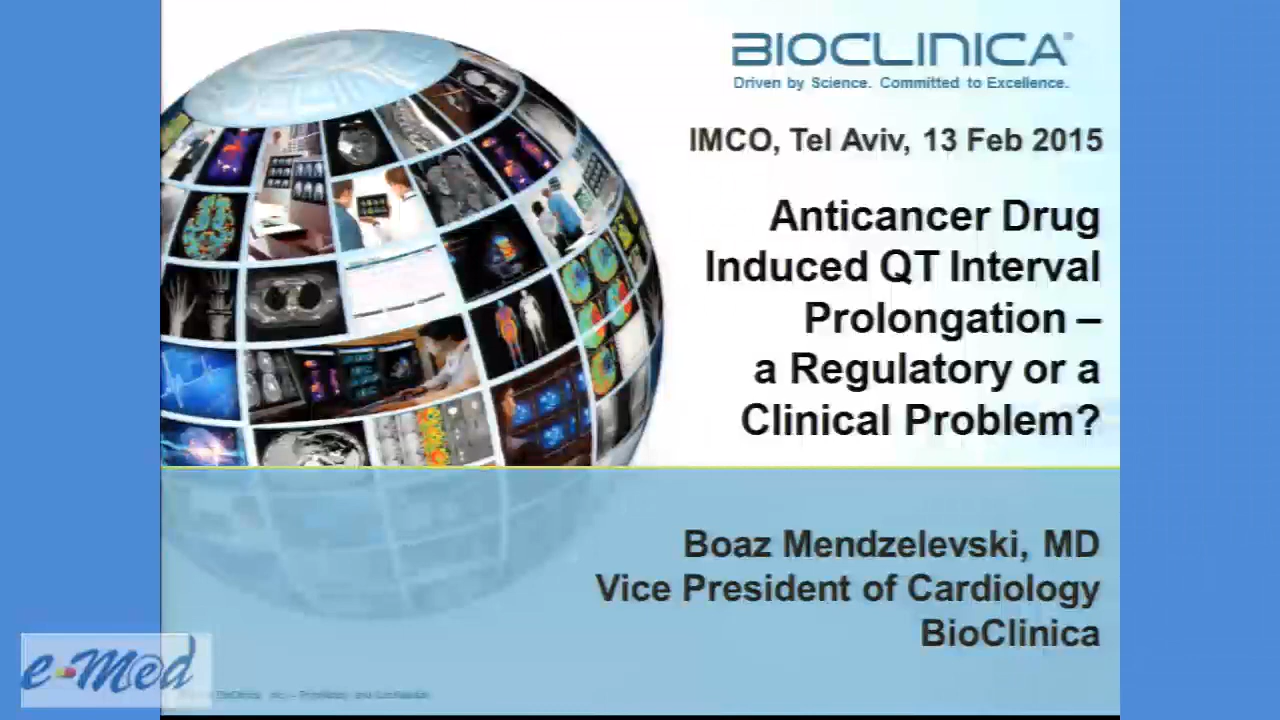 BIOCLINICA®
Driven by Science. Committed to Excellence.
IMCO, Tel Aviv, 13 Feb 2015
Anticancer Drug
Induced QT Interval
Prolongation –
a Regulatory or a
Clinical Problem?
Boaz Mendzelevski, MD
Vice President of Cardiology
BioClinica
e-Med